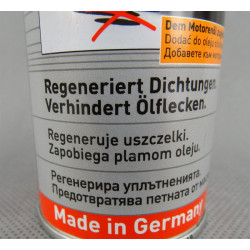 Dem Motorenöl
Dodać do oleju
Добавете към
Regeneriert Dichtungen.
Verhindert Ölflecken.
Regeneruje uszczelki.
Zapobiega plamom oleju.
Регенерира уплътненията.
Предотвратява петната от
Made in Germany